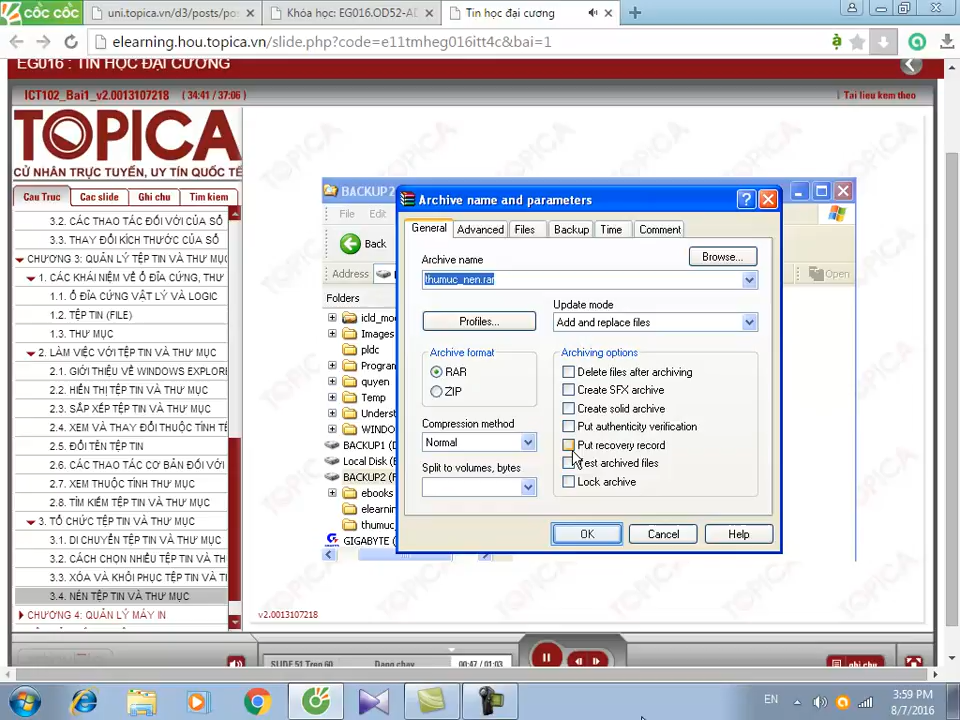 CỐC CỐC
uni.topica.vn/d3/posts/pos
Khóa học: EG016.OD52-AD
Tin học đại cương
elearning.hou.topica.vn/slide.php?code=e11tmheg016itt4c&bai=1
EG016 : TIN HỌC ĐẠI CƯƠNG
ICT102_Bai1_v2.0013107218 ( 34:41 / 37:06 )
Tai lieu kem theo
TOPICA
CỬ NHÂN TRỰC TUYẾN, UY TÍN QUỐC TẾ
Cau Truc
Cac slide
Ghi chu
Tim kiem
3.2. CÁC THAO TÁC ĐỐI VỚI CỬA SỔ
3.3. THAY ĐỔI KÍCH THƯỚC CỬA SỔ
CHƯƠNG 3: QUẢN LÝ TỆP TIN VÀ THƯ MỤC
1. CÁC KHÁI NIỆM VỀ Ổ ĐĨA CỨNG, THƯ
1.1. Ổ ĐĨA CỨNG VẬT LÝ VÀ LOGIC
1.2. TỆP TIN (FILE)
1.3. THƯ MỤC
2. LÀM VIỆC VỚI TỆP TIN VÀ THƯ MỤC
2.1. GIỚI THIỆU VỀ WINDOWS EXPLORE
2.2. HIỂN THỊ TỆP TIN VÀ THƯ MỤC
2.3. SẮP XẾP TỆP TIN VÀ THƯ MỤC
2.4. XEM VÀ THAY ĐỔI THUỘC TÍNH
2.5. ĐỔI TÊN TỆP TIN
2.6. CÁC THAO TÁC CƠ BẢN ĐỐI VỚI
2.7. XEM THUỘC TÍNH THƯ MỤC
2.8. TÌM KIẾM TỆP TIN VÀ THƯ MỤC
3. TỔ CHỨC TỆP TIN VÀ THƯ MỤC
3.1. DI CHUYỂN TỆP TIN VÀ THƯ MỤC
3.2. CÁCH CHỌN NHIỀU TỆP TIN VÀ TH
3.3. XÓA VÀ KHÔI PHỤC TỆP TIN VÀ T
3.4. NÉN TỆP TIN VÀ THƯ MỤC
CHƯƠNG 4: QUẢN LÝ MÁY IN
BACKUP2
File Edit
Back
Address
Open
Folders
icld_mo
Images
pldc
Program
quyen
Temp
Underst
BACKUP1 (D
Local Disk (E
BACKUP2 (F
ebooks
elearnin
thumuc_
GIGABYTE (
Archive name and parameters
General Advanced Files Backup Time Comment
Archive name
Browse...
thumuc_nen.rar
Update mode
Profiles...
Add and replace files
Archive format
RAR
ZIP
Compression method
Normal
Split to volumes, bytes
Archiving options
Delete files after archiving
Create SFX archive
Create solid archive
Put authenticity verification
Put recovery record
Test archived files
Lock archive
OK Cancel Help
v2.0013107218
SLIDE 51 Tren 60
Dang chay
00:47 / 01:03
ghi chu
EN
3:59 PM
8/7/2016